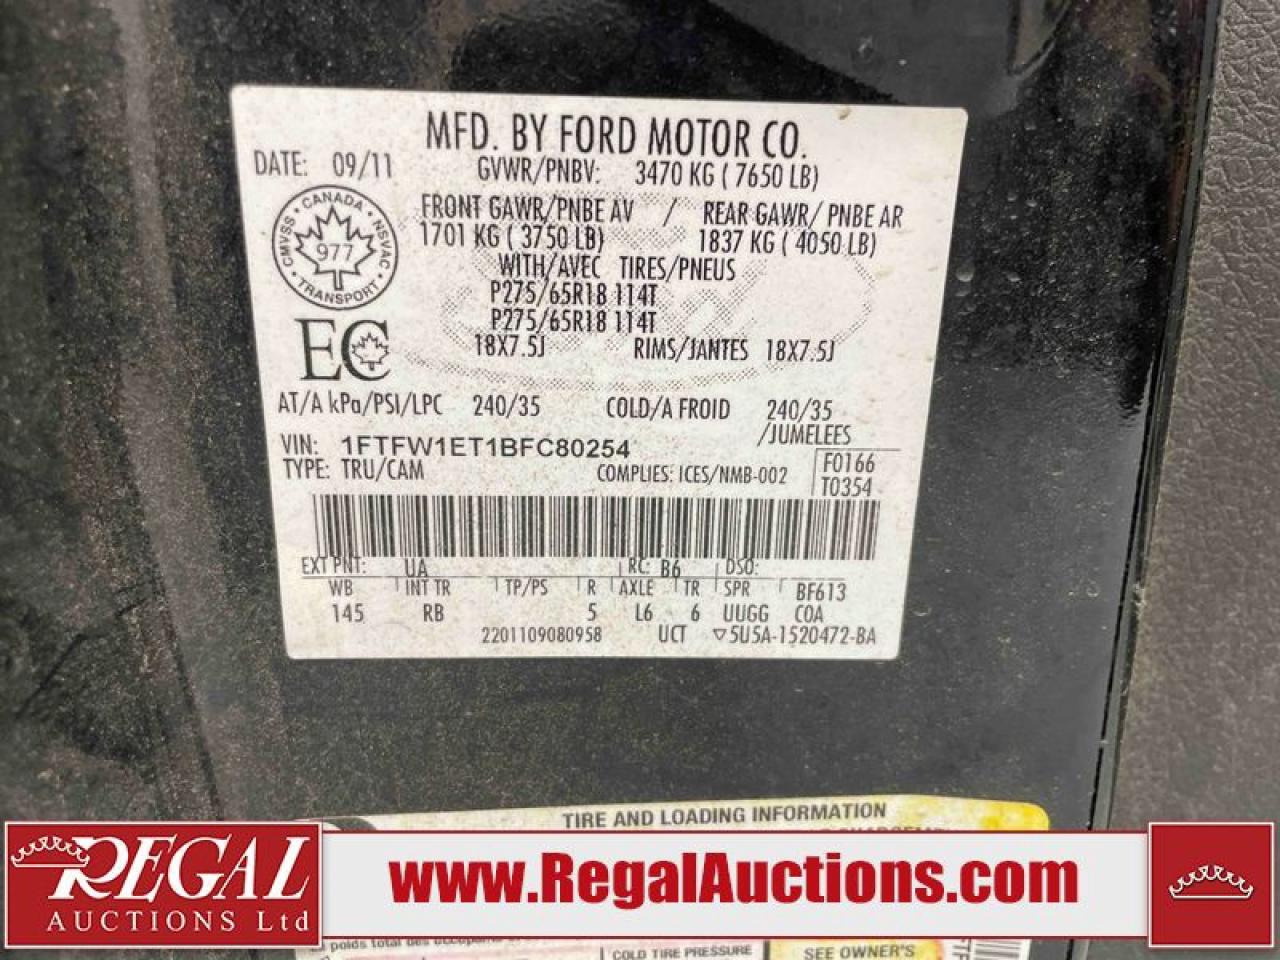 MFD. BY FORD MOTOR CO.
DATE: 09/11
GVWR/PNBV: 3470 KG ( 7650 LB)
FRONT GAWR/PNBE AV / REAR GAWR/ PNBE AR
1701 KG ( 3750 LB) 1837 KG ( 4050 LB)
WITH/AVEC TIRES/PNEUS
P275/65R18 114T
P275/65R18 114T
18X7.5J RIMS/JANTES 18X7.5J
CANADA
CMVSS • NSVAC
977
TRANSPORT
EC
AT/A kPa/PSI/LPC 240/35 COLD/A FROID 240/35
/JUMELEES
VIN: 1FTFW1ET1BFC80254
TYPE: TRU/CAM COMPLIES: ICES/NMB-002
F0166
T0354
EXT PNT: UA RC: B6 DSO:
WB INT TR TP/PS R AXLE TR SPR BF613
145 RB 5 L6 6 UUGG COA
2201109080958 UCT ▽5U5A-1520472-BA
TIRE AND LOADING INFORMATION
REGAL
AUCTIONS Ltd
www.RegalAuctions.com
COLD TIRE PRESSURE
SEE OWNER'S